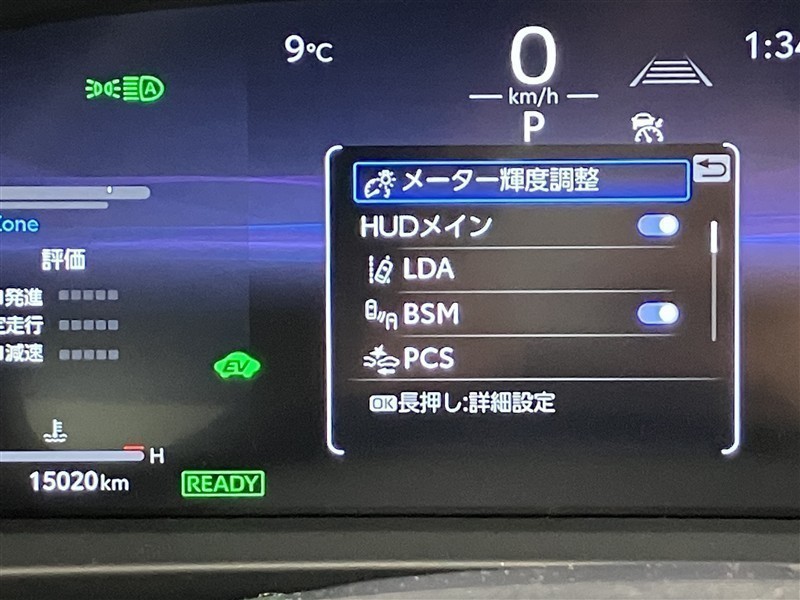 9℃
0
km/h
P
1:34
A
メーター輝度調整
HUDメイン
LDA
BSM
PCS
OK長押し:詳細設定
Zone
評価
発進
走行
減速
EV
H
15020km
READY